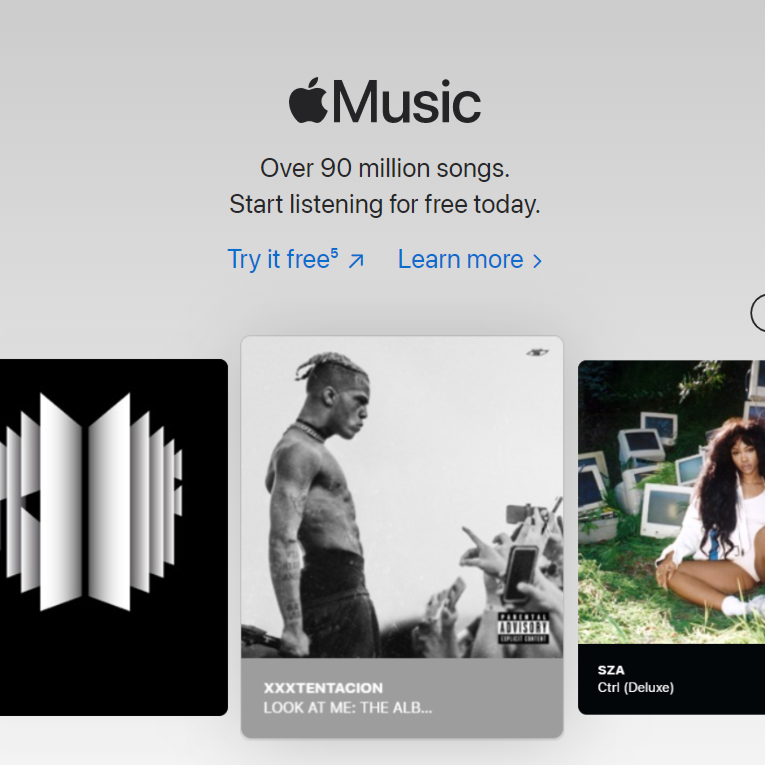 Music
Over 90 million songs.
Start listening for free today.
Try it free⁵ ↗ Learn more >
PARENTAL
ADVISORY
EXPLICIT CONTENT
XXXTENTACION
LOOK AT ME: THE ALB...
SZA
Ctrl (Deluxe)